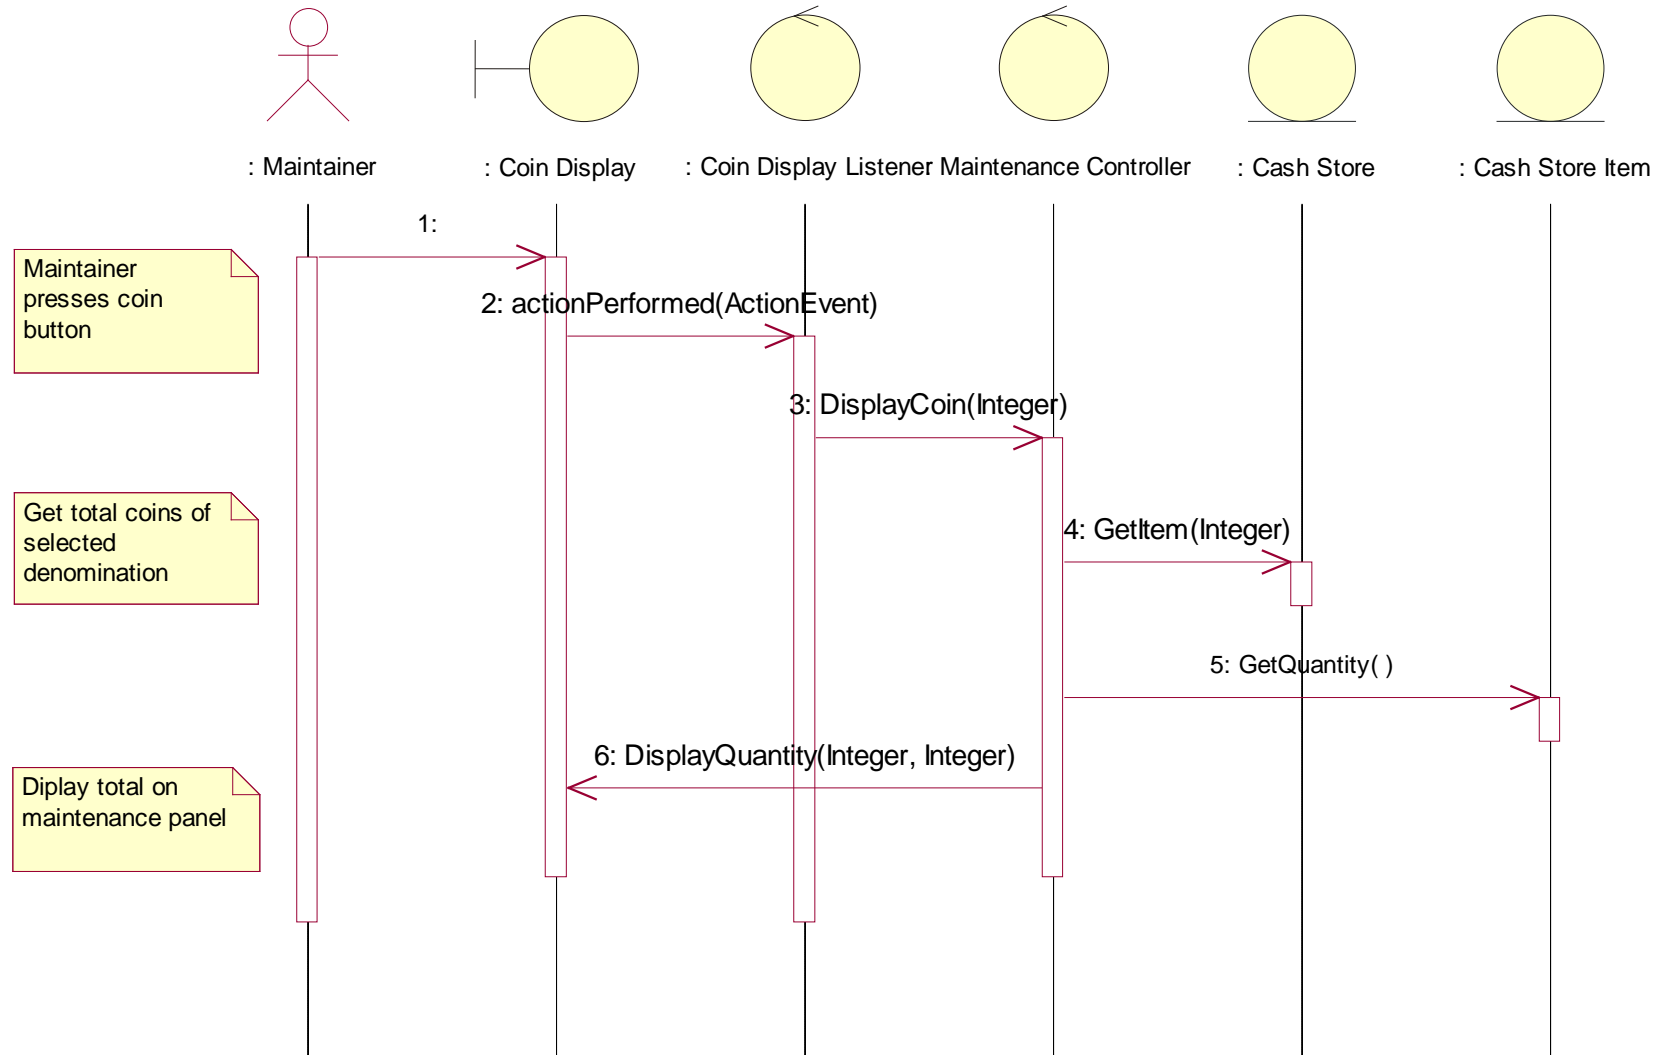 : Maintainer
: Coin Display
: Coin Display Listener
Maintenance Controller
: Cash Store
: Cash Store Item
1:
Maintainer
presses coin
button
2: actionPerformed(ActionEvent)
3: DisplayCoin(Integer)
Get total coins of
selected
denomination
4: GetItem(Integer)
5: GetQuantity( )
6: DisplayQuantity(Integer, Integer)
Diplay total on
maintenance panel